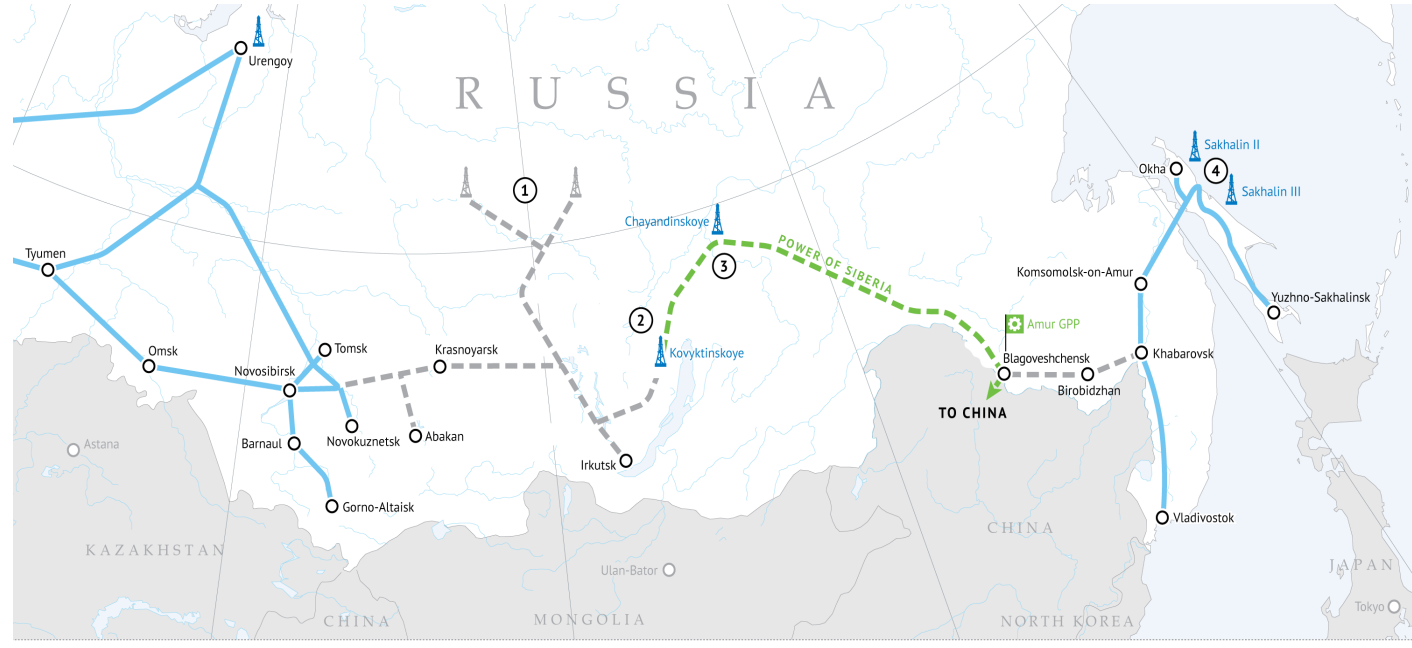 Urengoy
RUSSIA
Sakhalin II
Okha
4
1
Sakhalin III
Chayandinskoye
POWER OF SIBERIA
Tyumen
3
Komsomolsk-on-Amur
Yuzhno-Sakhalinsk
2
Amur GPP
Omsk
Tomsk
Krasnoyarsk
Kovyktinskoye
Blagoveshchensk
Khabarovsk
Novosibirsk
Birobidzhan
TO CHINA
Astana
Barnaul
Novokuznetsk
Abakan
Irkutsk
Gorno-Altaisk
Vladivostok
CHINA
KAZAKHSTAN
Ulan-Bator
JAPAN
Tokyo
CHINA
MONGOLIA
NORTH KOREA